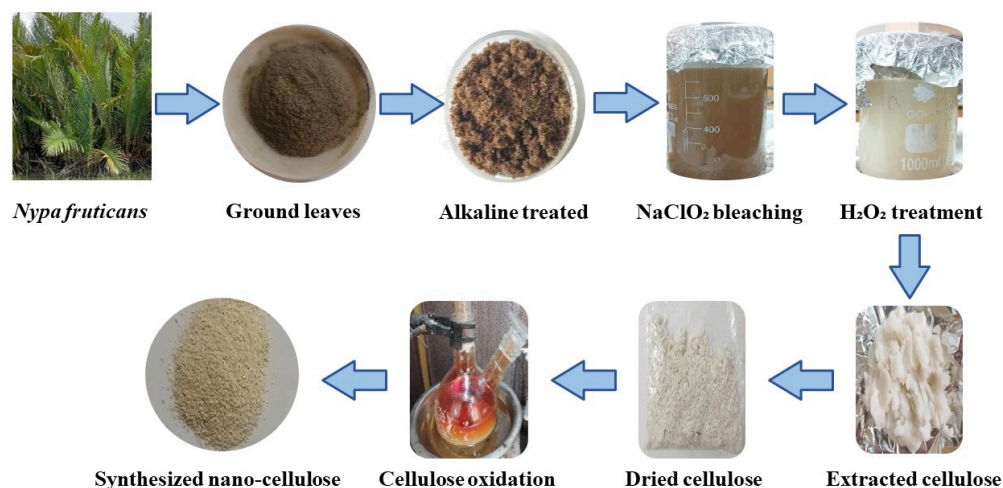 Nypa fruticans
Ground leaves
Alkaline treated
NaClO₂ bleaching
H₂O₂ treatment
500
400
1000ml
Synthesized nano-cellulose
Cellulose oxidation
Dried cellulose
Extracted cellulose